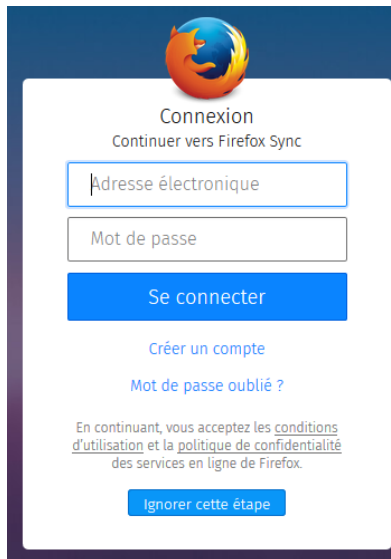 Connexion
Continuer vers Firefox Sync
Adresse électronique
Mot de passe
Se connecter
Créer un compte
Mot de passe oublié ?
En continuant, vous acceptez les conditions
d'utilisation et la politique de confidentialité
des services en ligne de Firefox.
Ignorer cette étape